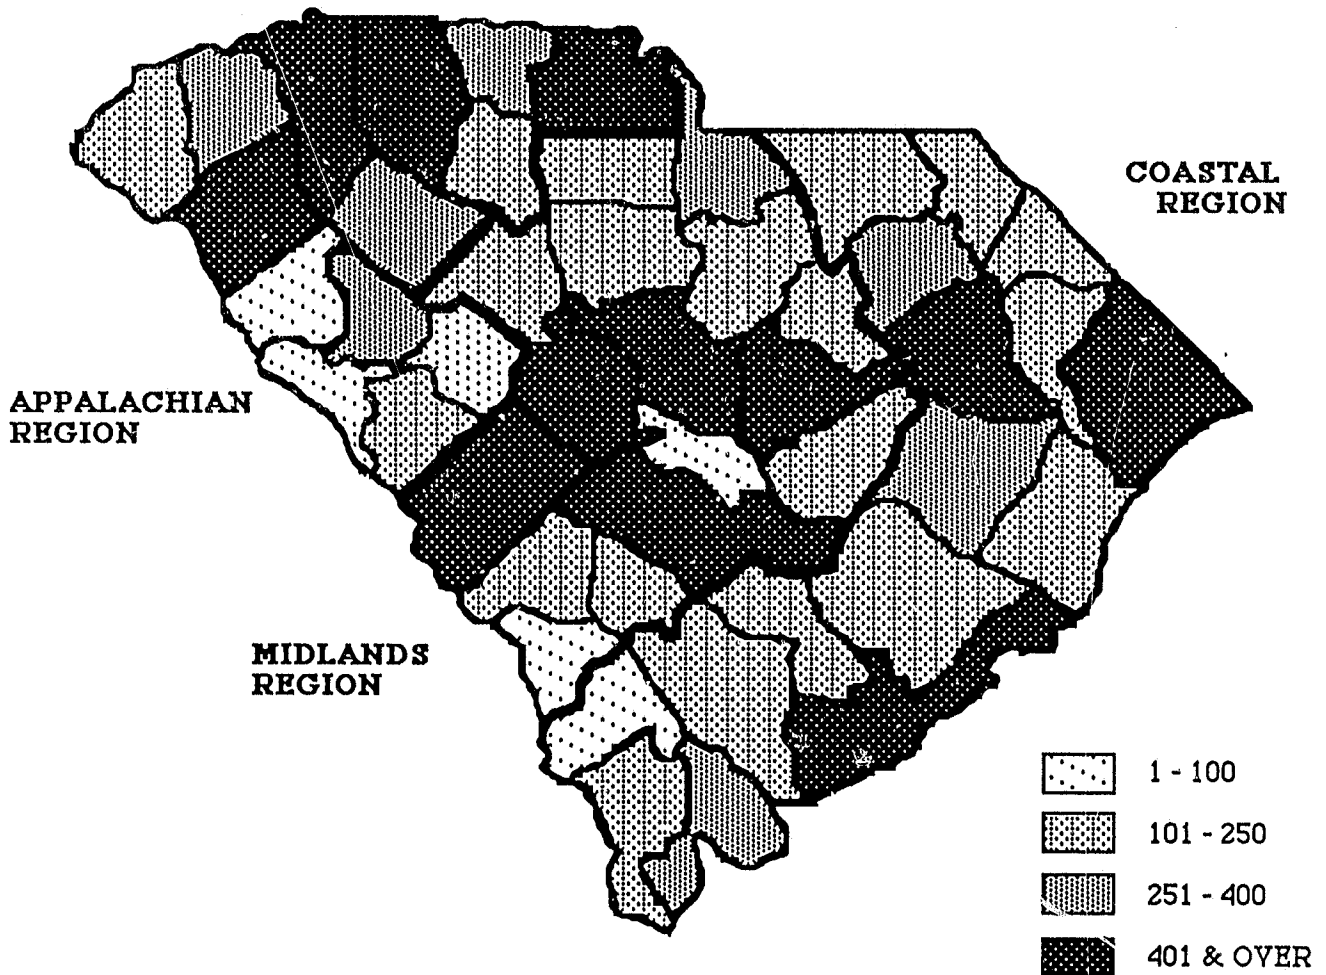 COASTAL
REGION
APPALACHIAN
REGION
MIDLANDS
REGION
1 - 100
101 - 250
251 - 400
401 & OVER